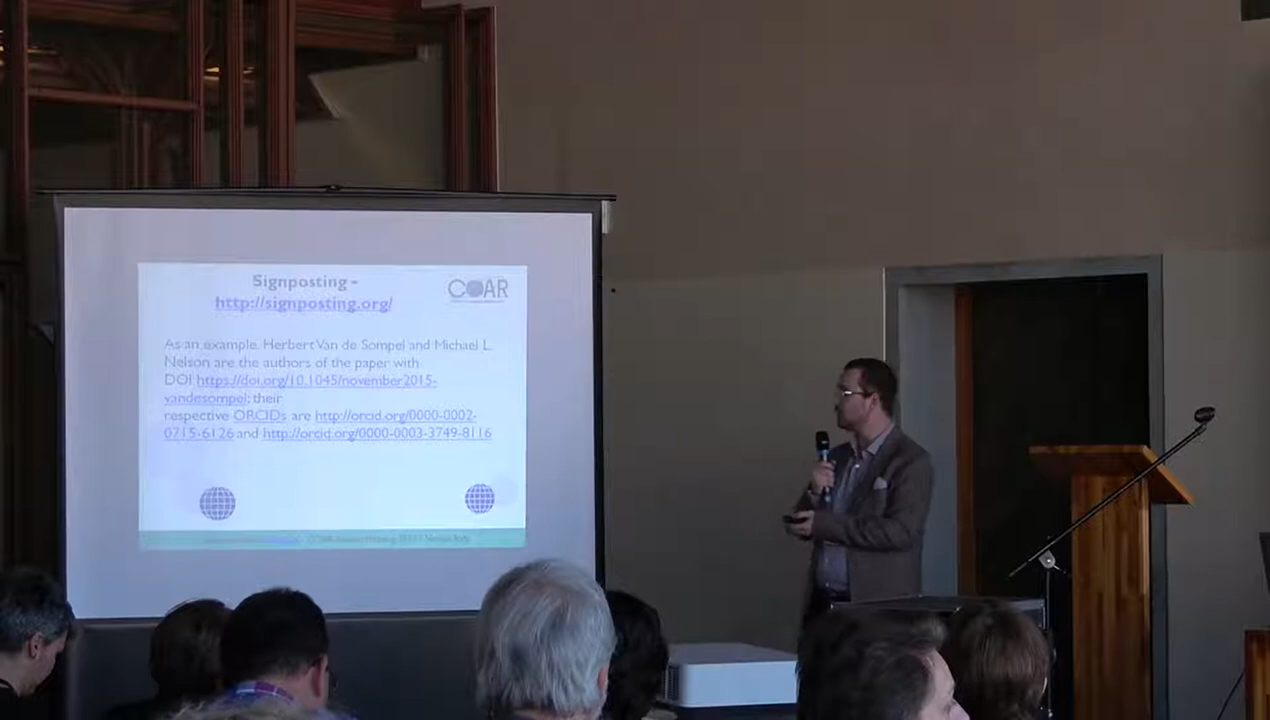 Signposting -
http://signposting.org/
COAR
As an example, Herbert Van de Sompel and Michael L.
Nelson are the authors of the paper with
DOI https://doi.org/10.1045/november2015-
vandesompel; their
respective ORCIDs are http://orcid.org/0000-0002-
0715-6126 and http://orcid.org/0000-0003-3749-8116